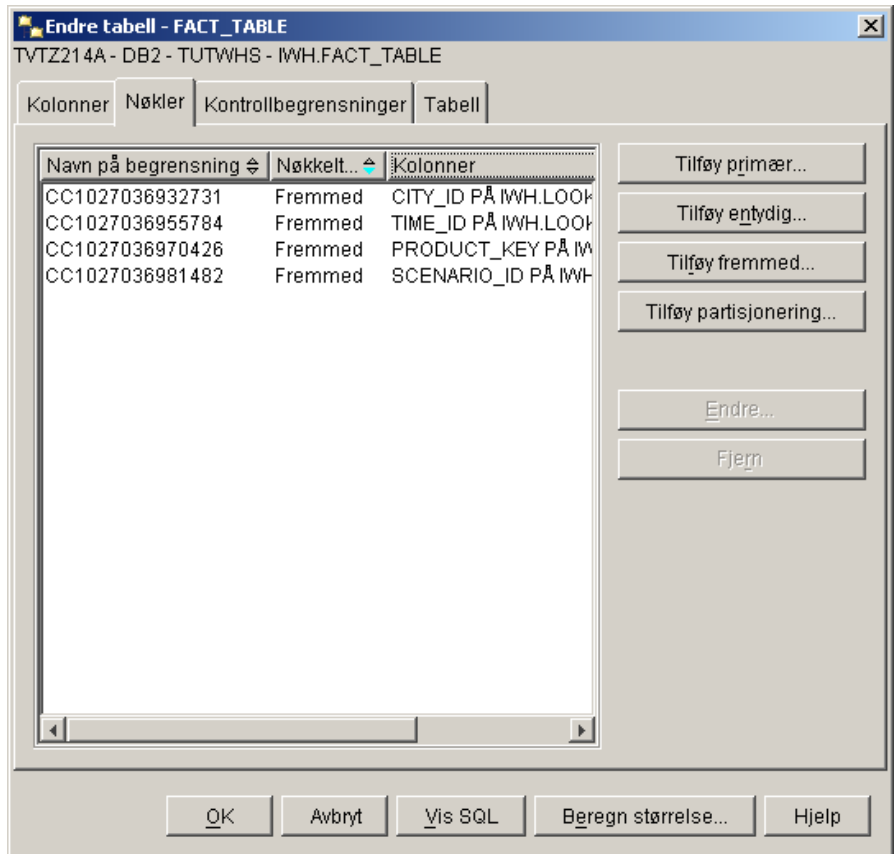 Endre tabell - FACT_TABLE
TVTZ214A - DB2 - TUTWHS - IWH.FACT_TABLE
Kolonner Nøkler Kontrollbegrensninger Tabell
Navn på begrensning Nøkkelt... Kolonner
CC1027036932731 Fremmed CITY_ID PÅ IWH.LOOK
CC1027036955784 Fremmed TIME_ID PÅ IWH.LOOK
CC1027036970426 Fremmed PRODUCT_KEY PÅ IW
CC1027036981482 Fremmed SCENARIO_ID PÅ IWH
Tilføy primær...
Tilføy entydig...
Tilføy fremmed...
Tilføy partisjonering...
Endre...
Fjern
OK Avbryt Vis SQL Beregn størrelse... Hjelp